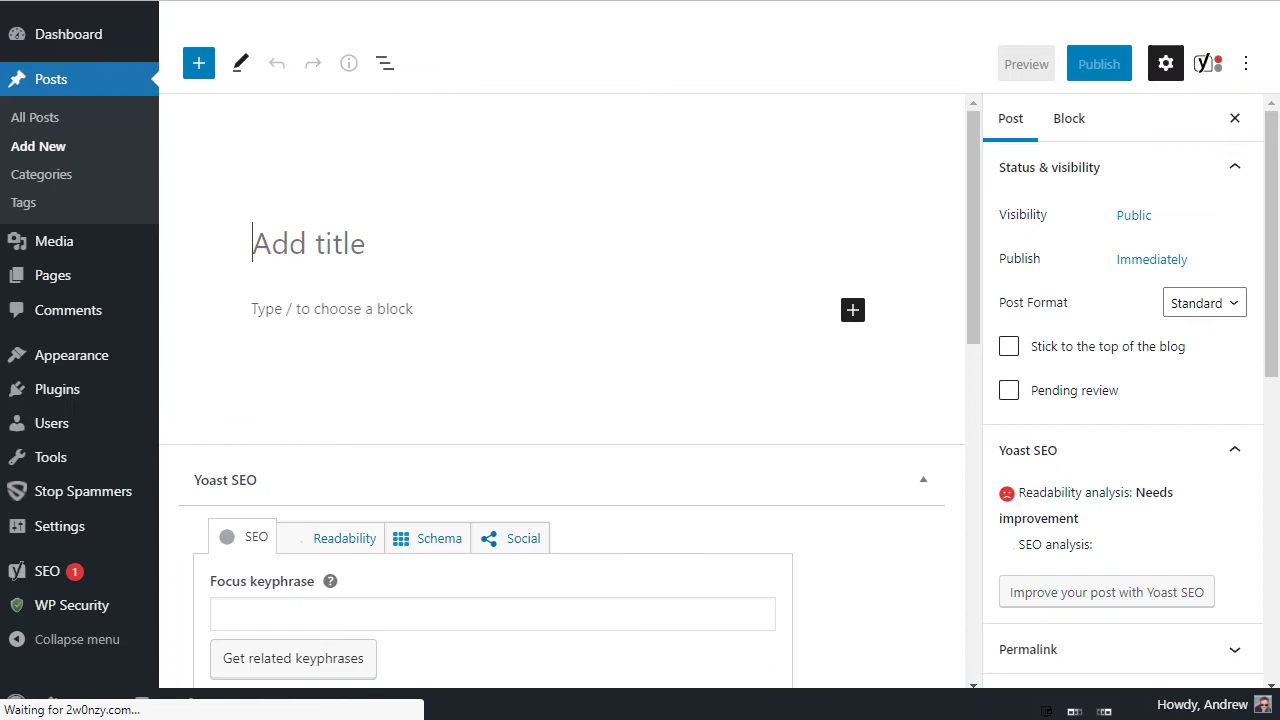 Dashboard
Posts
All Posts
Add New
Categories
Tags
Media
Pages
Comments
Appearance
Plugins
Users
Tools
Stop Spammers
Settings
SEO 1
WP Security
Collapse menu
Preview
Publish
Add title
Type / to choose a block
Yoast SEO
SEO
Readability
Schema
Social
Focus keyphrase ?
Get related keyphrases
Post
Block
Status & visibility
Visibility Public
Publish Immediately
Post Format Standard
Stick to the top of the blog
Pending review
Yoast SEO
Readability analysis: Needs
improvement
SEO analysis:
Improve your post with Yoast SEO
Permalink
Waiting for 2w0nzy.com...
Howdy, Andrew